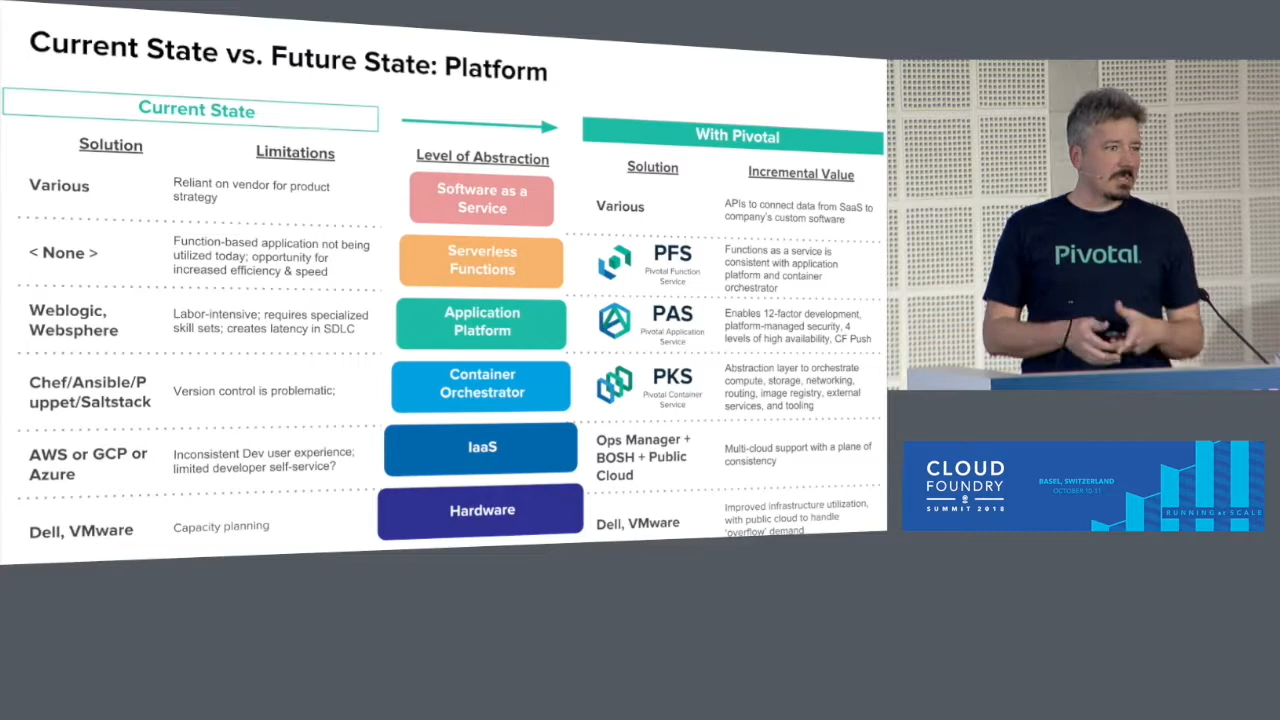 Current State vs. Future State: Platform
Current State
With Pivotal
Solution
Limitations
Level of Abstraction
Solution
Incremental Value
Various
Reliant on vendor for product
strategy
Software as a
Service
Various
APIs to connect data from SaaS to
company's custom software
< None >
Function-based application not being
utilized today; opportunity for
increased efficiency & speed
Serverless
Functions
PFS
Pivotal Function
Service
Functions as a service is
consistent with application
platform and container
orchestrator
Weblogic,
Websphere
Labor-intensive; requires specialized
skill sets; creates latency in SDLC
Application
Platform
PAS
Pivotal Application
Service
Enables 12-factor development,
platform-managed security, 4
levels of high availability, CF Push
Chef/Ansible/P
uppet/Saltstack
Version control is problematic;
Container
Orchestrator
PKS
Pivotal Container
Service
Abstraction layer to orchestrate
compute, storage, networking,
routing, image registry, external
services, and tooling
AWS or GCP or
Azure
Inconsistent Dev user experience;
limited developer self-service?
IaaS
Ops Manager +
BOSH + Public
Cloud
Multi-cloud support with a plane of
consistency
Dell, VMware
Capacity planning
Hardware
Dell, VMware
Improved infrastructure utilization,
with public cloud to handle
'overflow' demand
Pivotal.
CLOUD
FOUNDRY
SUMMIT 2018
BASEL, SWITZERLAND
OCTOBER 10-11
RUNNING at SCALE